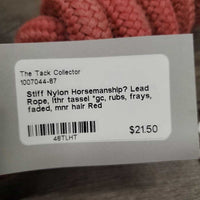 The Tack Collector
1007044-87
Stiff Nylon Horsemanship? Lead
Rope, lthr tassel *gc, rubs, frays,
faded, mnr hair Red
$21.50
48TLHT